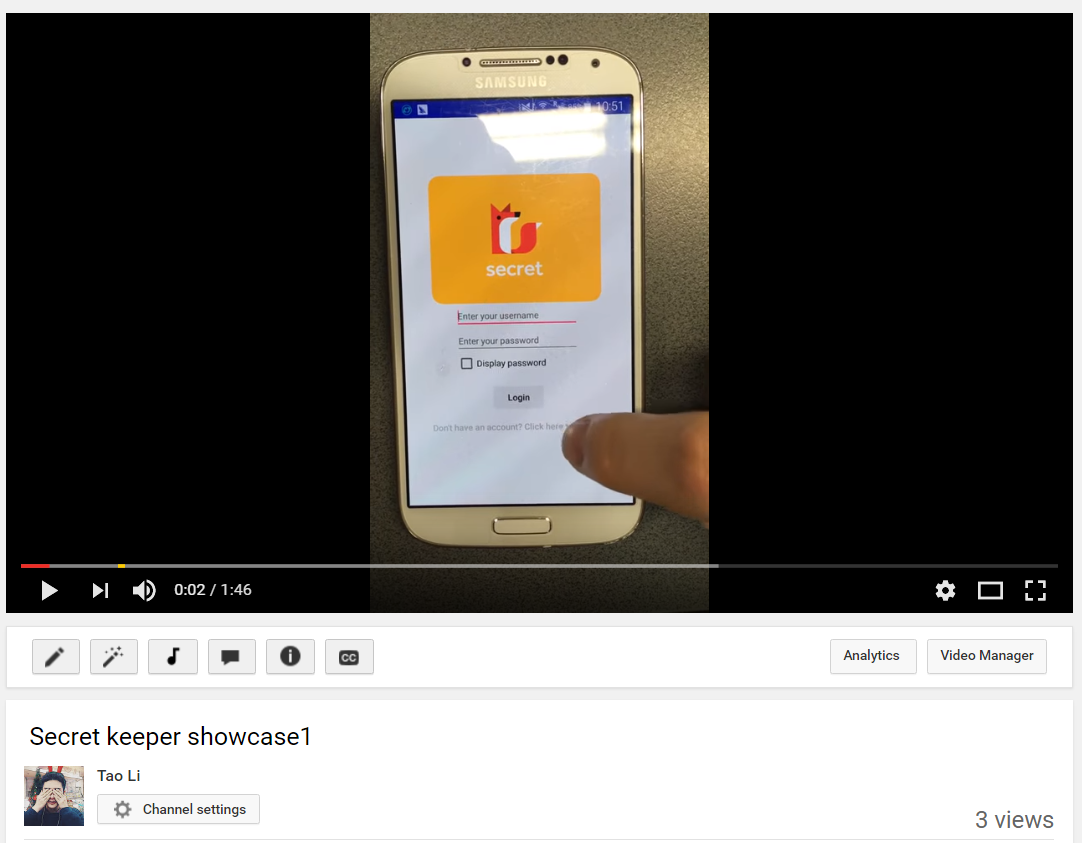 SAMSUNG
10:51
secret
Enter your username
Enter your password
Display password
Login
Don't have an account? Click here
0:02 / 1:46
CC
Analytics
Video Manager
Secret keeper showcase1
Tao Li
Channel settings
3 views